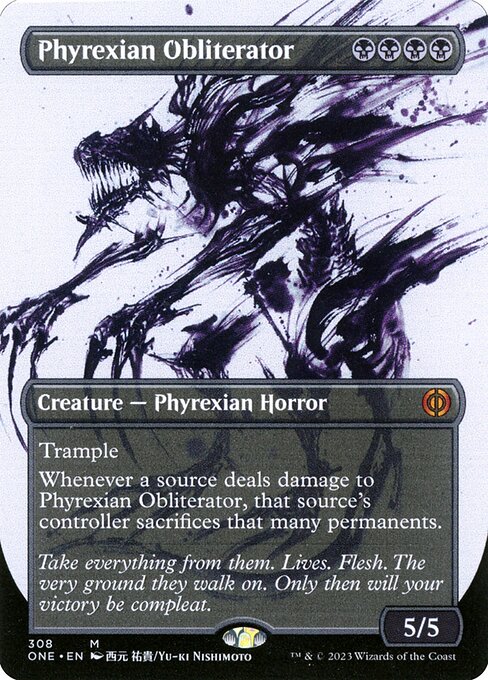 Phyrexian Obliterator
Creature — Phyrexian Horror
Trample
Whenever a source deals damage to
Phyrexian Obliterator, that source's
controller sacrifices that many permanents.
Take everything from them. Lives. Flesh. The
very ground they walk on. Only then will your
victory be compleat.
5/5
308 M
ONE • EN 西元 祐貴/Yu-ki Nishimoto
™ & © 2023 Wizards of the Coast